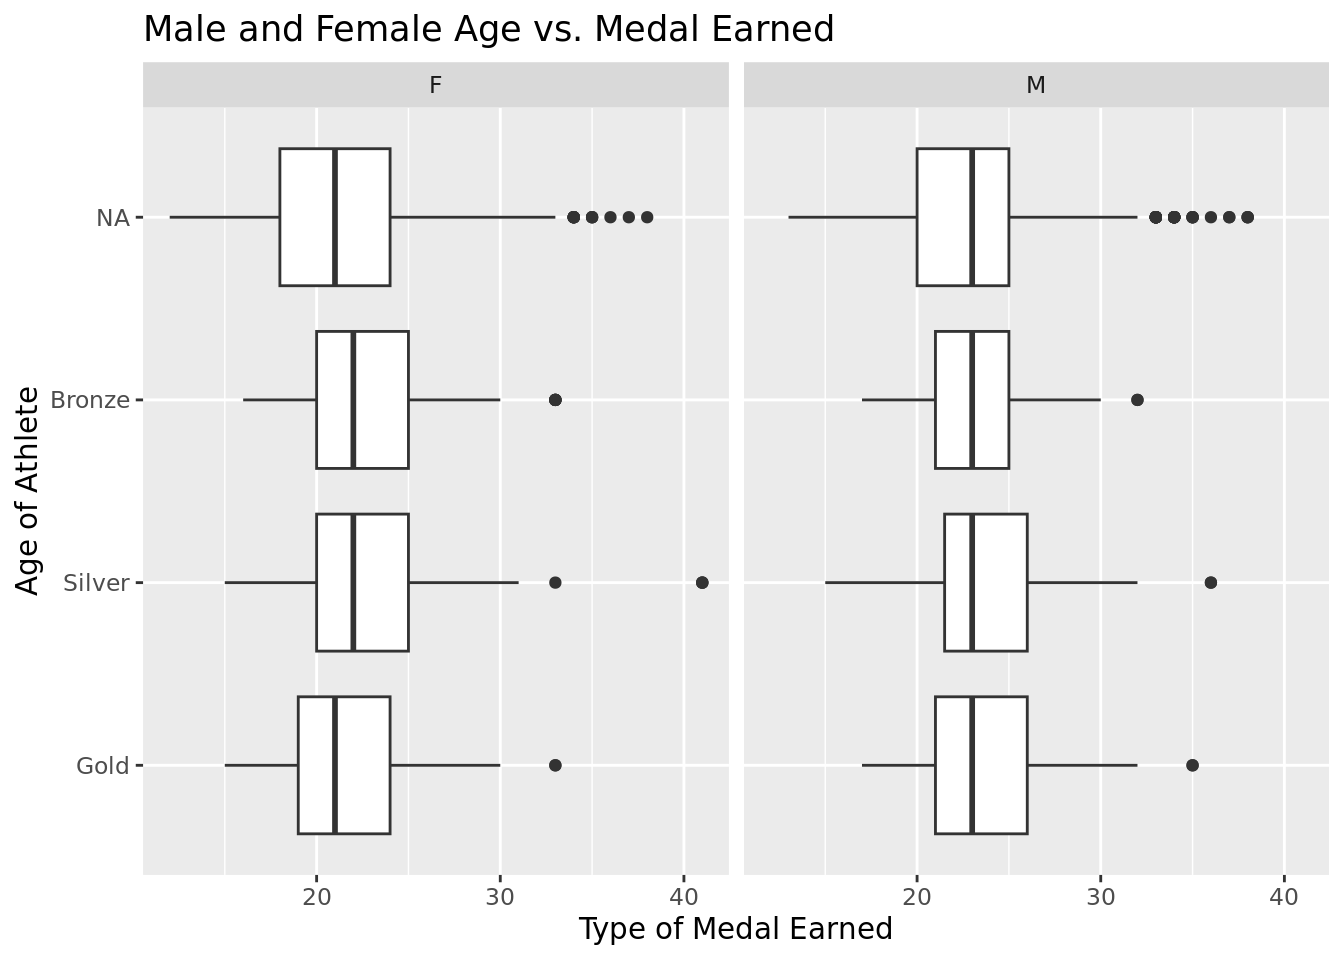 Male and Female Age vs. Medal Earned
F
M
NA
Bronze
Silver
Gold
Age of Athlete
20
30
40
20
30
40
Type of Medal Earned